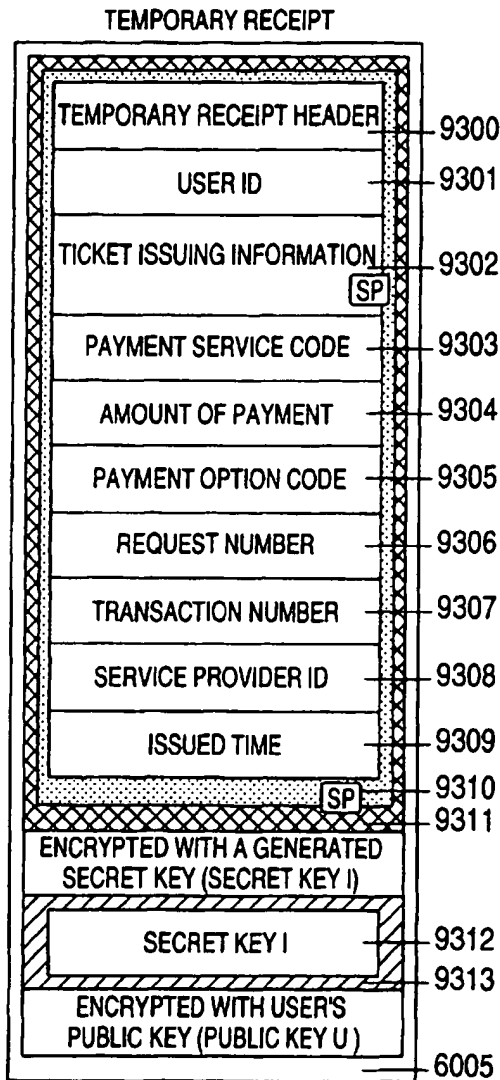 TEMPORARY RECEIPT
TEMPORARY RECEIPT HEADER 9300
USER ID 9301
TICKET ISSUING INFORMATION 9302
SP
PAYMENT SERVICE CODE 9303
AMOUNT OF PAYMENT 9304
PAYMENT OPTION CODE 9305
REQUEST NUMBER 9306
TRANSACTION NUMBER 9307
SERVICE PROVIDER ID 9308
ISSUED TIME 9309
SP 9310
9311
ENCRYPTED WITH A GENERATED
SECRET KEY (SECRET KEY I)
SECRET KEY I 9312
9313
ENCRYPTED WITH USER'S
PUBLIC KEY (PUBLIC KEY U )
6005